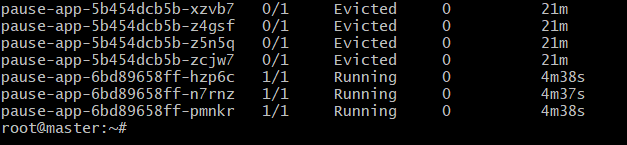 pause-app-5b454dcb5b-xzvb7 0/1 Evicted 0 21m
pause-app-5b454dcb5b-z4gsf 0/1 Evicted 0 21m
pause-app-5b454dcb5b-z5n5q 0/1 Evicted 0 21m
pause-app-5b454dcb5b-zcjw7 0/1 Evicted 0 21m
pause-app-6bd89658ff-hzp6c 1/1 Running 0 4m38s
pause-app-6bd89658ff-n7rnz 1/1 Running 0 4m37s
pause-app-6bd89658ff-pmnkr 1/1 Running 0 4m38s
root@master:~#